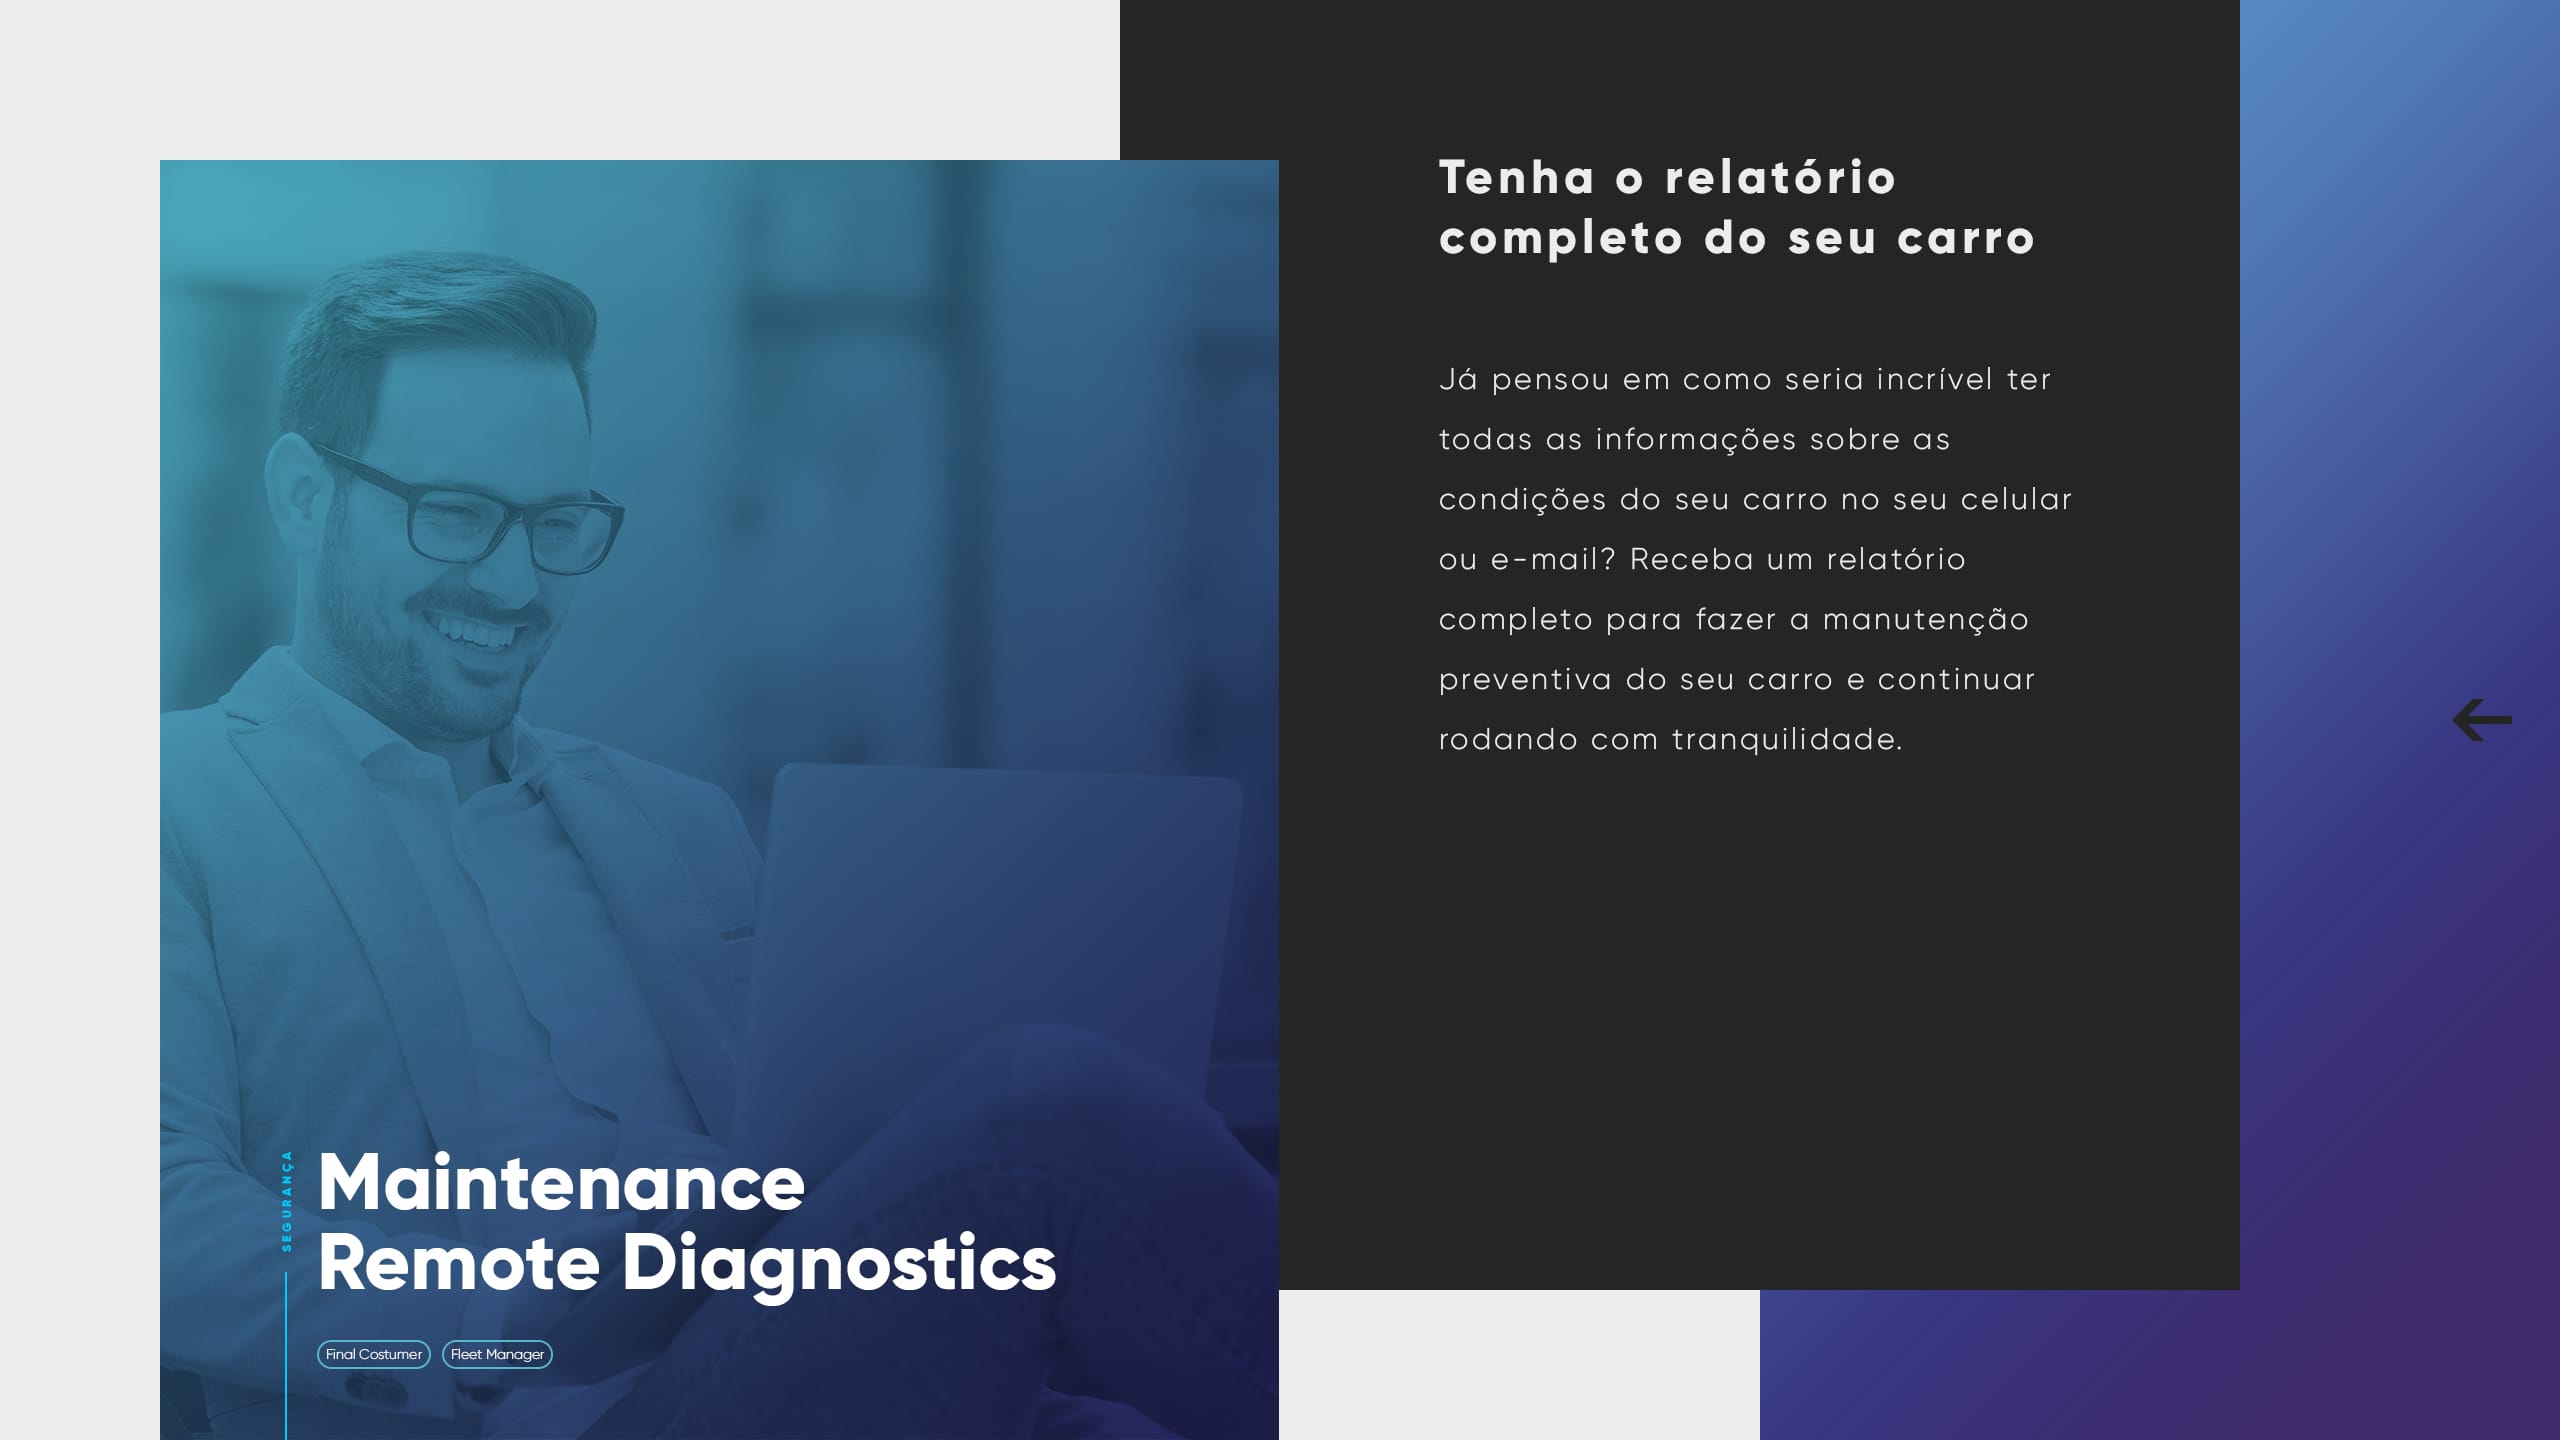 SEGURANÇA
Maintenance
Remote Diagnostics
Final Costumer
Fleet Manager
Tenha o relatório
completo do seu carro
Já pensou em como seria incrível ter
todas as informações sobre as
condições do seu carro no seu celular
ou e-mail? Receba um relatório
completo para fazer a manutenção
preventiva do seu carro e continuar
rodando com tranquilidade.